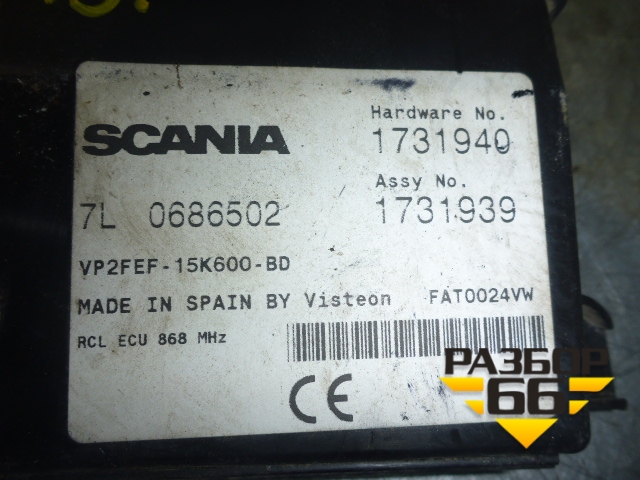 SCANIA
Hardware No.
1731940
Assy No.
7L 0686502
1731939
VP2FEF-15K600-BD
MADE IN SPAIN BY Visteon FAT0024VW
RCL ECU 868 MHz
CE
РАЗБОР
66